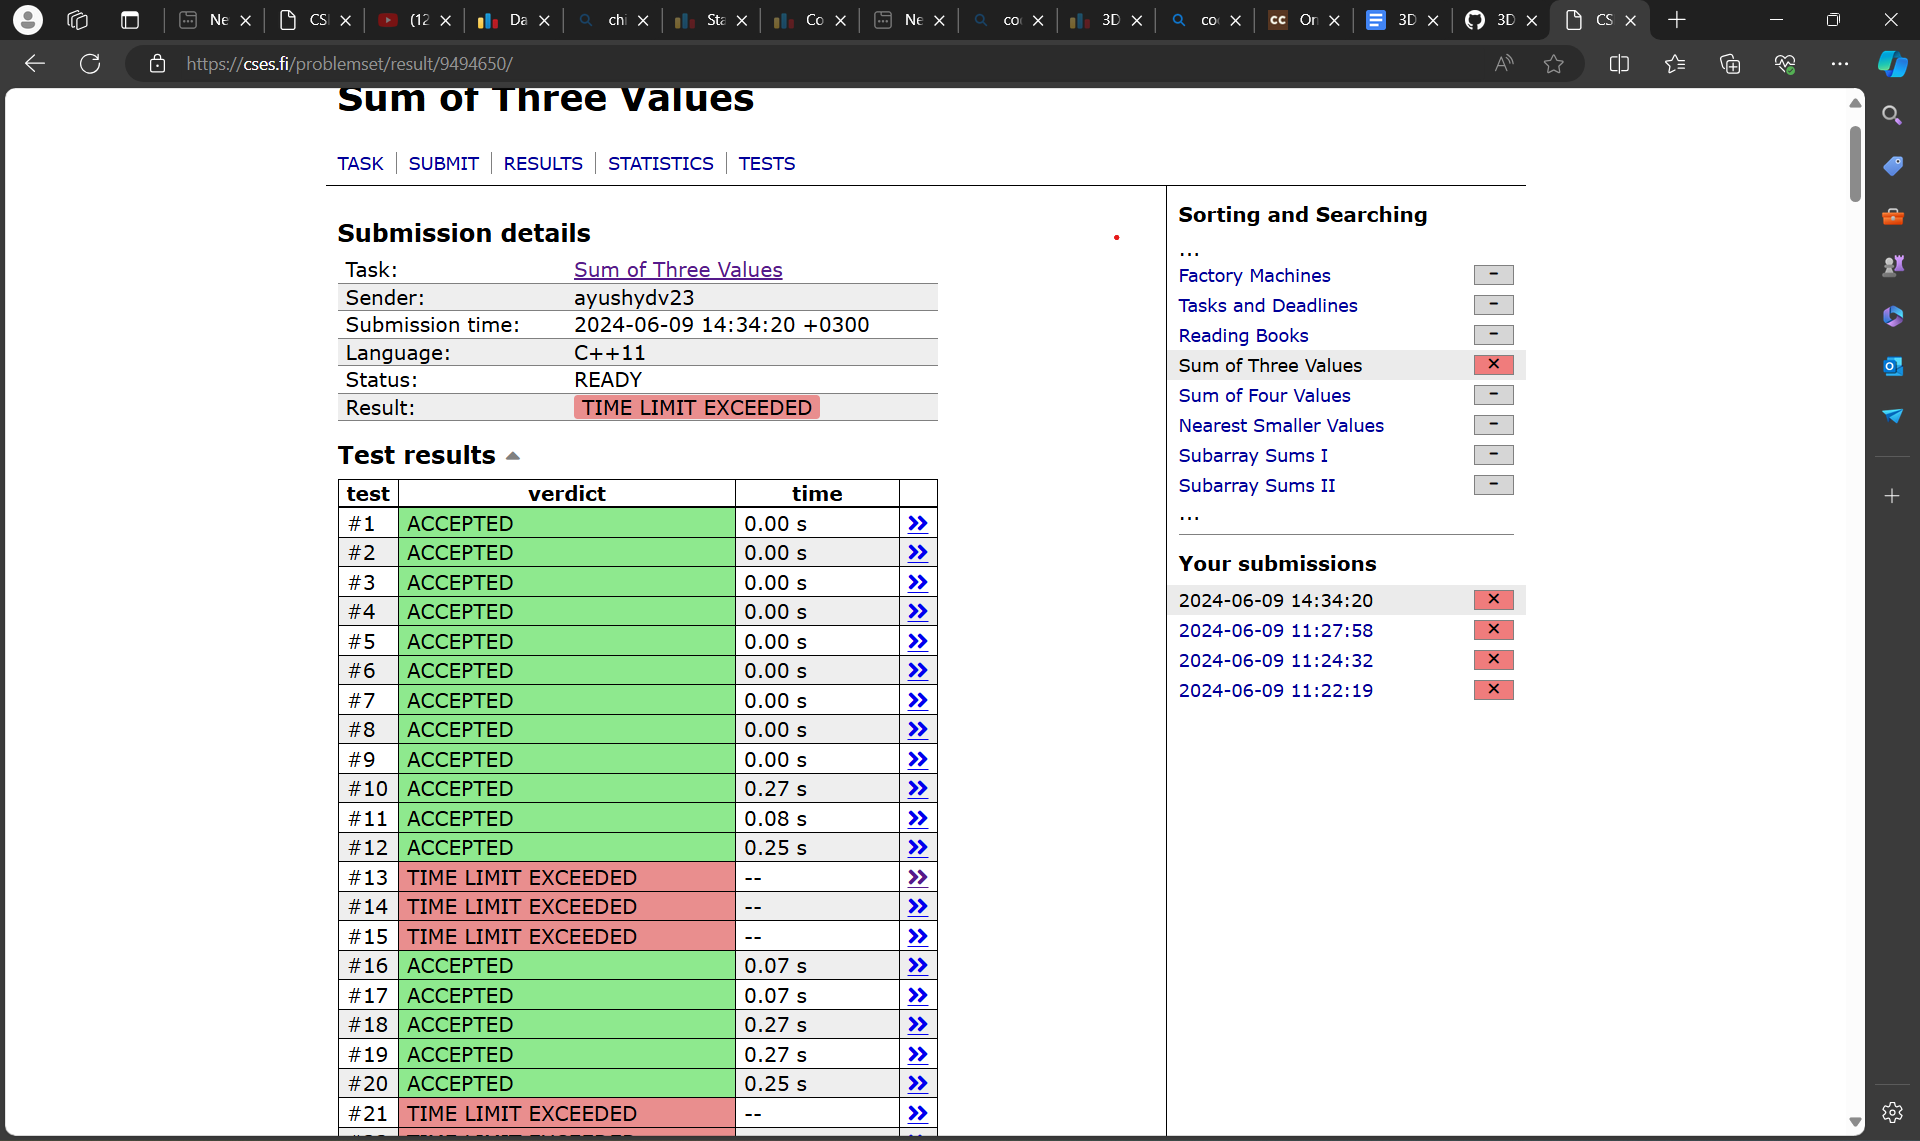 Ne
CSI
(12
Da
chi
Sta
Co
Ne
coi
3D
coi
On
3D
3D
CS
https://cses.fi/problemset/result/9494650/
Sum of Three Values
TASK | SUBMIT | RESULTS | STATISTICS | TESTS
Submission details
Task: Sum of Three Values
Sender: ayushydv23
Submission time: 2024-06-09 14:34:20 +0300
Language: C++11
Status: READY
Result: TIME LIMIT EXCEEDED
Test results
test verdict time
#1 ACCEPTED 0.00 s »
#2 ACCEPTED 0.00 s »
#3 ACCEPTED 0.00 s »
#4 ACCEPTED 0.00 s »
#5 ACCEPTED 0.00 s »
#6 ACCEPTED 0.00 s »
#7 ACCEPTED 0.00 s »
#8 ACCEPTED 0.00 s »
#9 ACCEPTED 0.00 s »
#10 ACCEPTED 0.27 s »
#11 ACCEPTED 0.08 s »
#12 ACCEPTED 0.25 s »
#13 TIME LIMIT EXCEEDED -- »
#14 TIME LIMIT EXCEEDED -- »
#15 TIME LIMIT EXCEEDED -- »
#16 ACCEPTED 0.07 s »
#17 ACCEPTED 0.07 s »
#18 ACCEPTED 0.27 s »
#19 ACCEPTED 0.27 s »
#20 ACCEPTED 0.25 s »
#21 TIME LIMIT EXCEEDED -- »
Sorting and Searching
...
Factory Machines –
Tasks and Deadlines –
Reading Books –
Sum of Three Values ✕
Sum of Four Values –
Nearest Smaller Values –
Subarray Sums I –
Subarray Sums II –
...
Your submissions
2024-06-09 14:34:20 ✕
2024-06-09 11:27:58 ✕
2024-06-09 11:24:32 ✕
2024-06-09 11:22:19 ✕